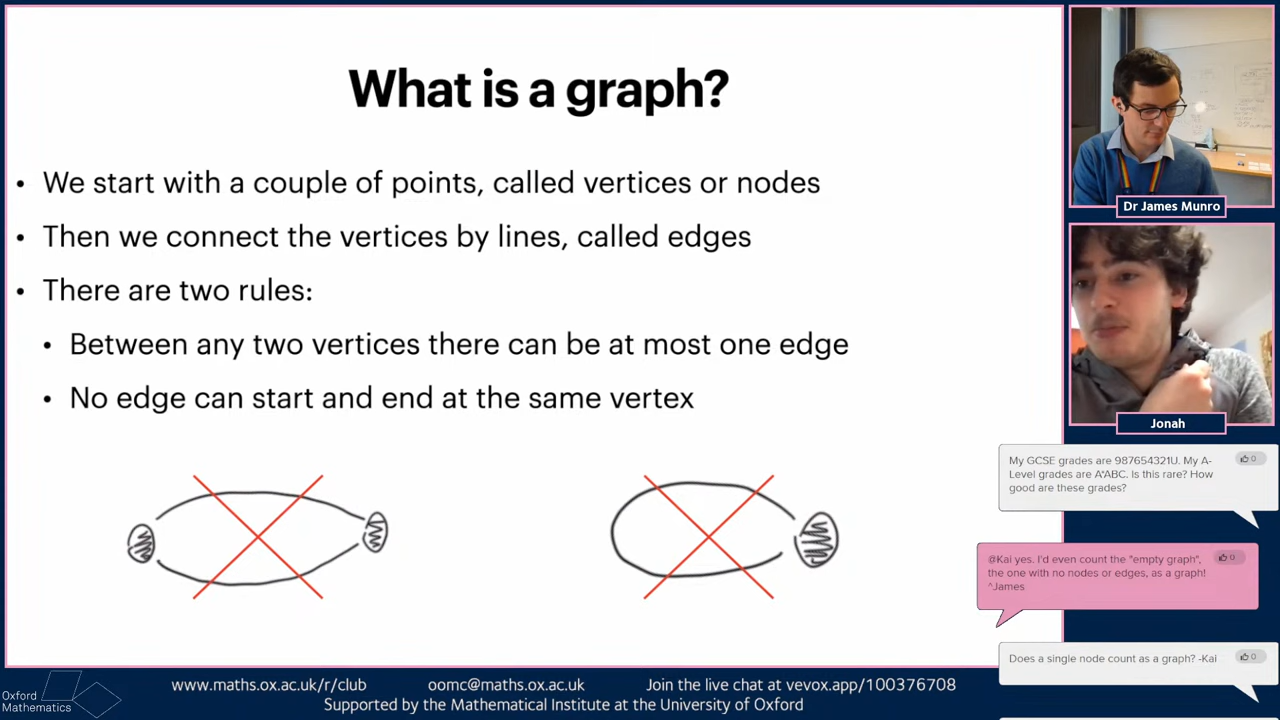 What is a graph?
• We start with a couple of points, called vertices or nodes
• Then we connect the vertices by lines, called edges
• There are two rules:
• Between any two vertices there can be at most one edge
• No edge can start and end at the same vertex
Dr James Munro
Jonah
My GCSE grades are 987654321U. My A-
Level grades are A*ABC. Is this rare? How
good are these grades?
0
@Kai yes. I'd even count the "empty graph",
the one with no nodes or edges, as a graph!
^James
0
Does a single node count as a graph? -Kai
0
Oxford
Mathematics
www.maths.ox.ac.uk/r/club oomc@maths.ox.ac.uk Join the live chat at vevox.app/100376708
Supported by the Mathematical Institute at the University of Oxford